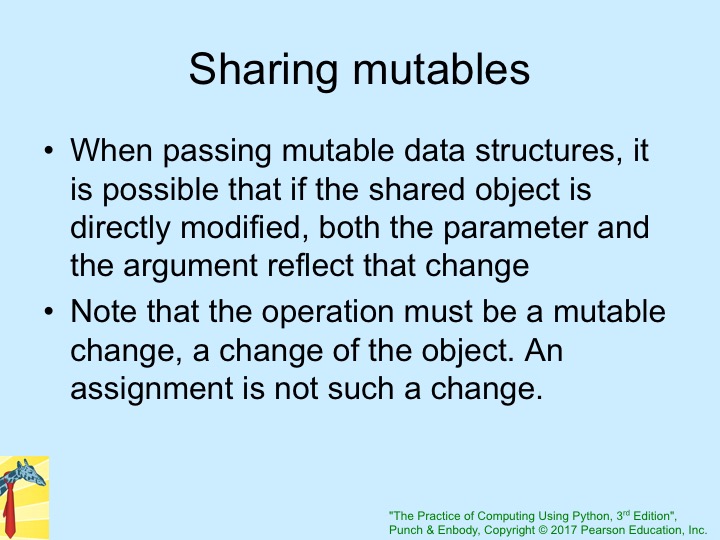 Sharing mutables
• When passing mutable data structures, it
is possible that if the shared object is
directly modified, both the parameter and
the argument reflect that change
• Note that the operation must be a mutable
change, a change of the object. An
assignment is not such a change.
"The Practice of Computing Using Python, 3rd Edition",
Punch & Enbody, Copyright © 2017 Pearson Education, Inc.